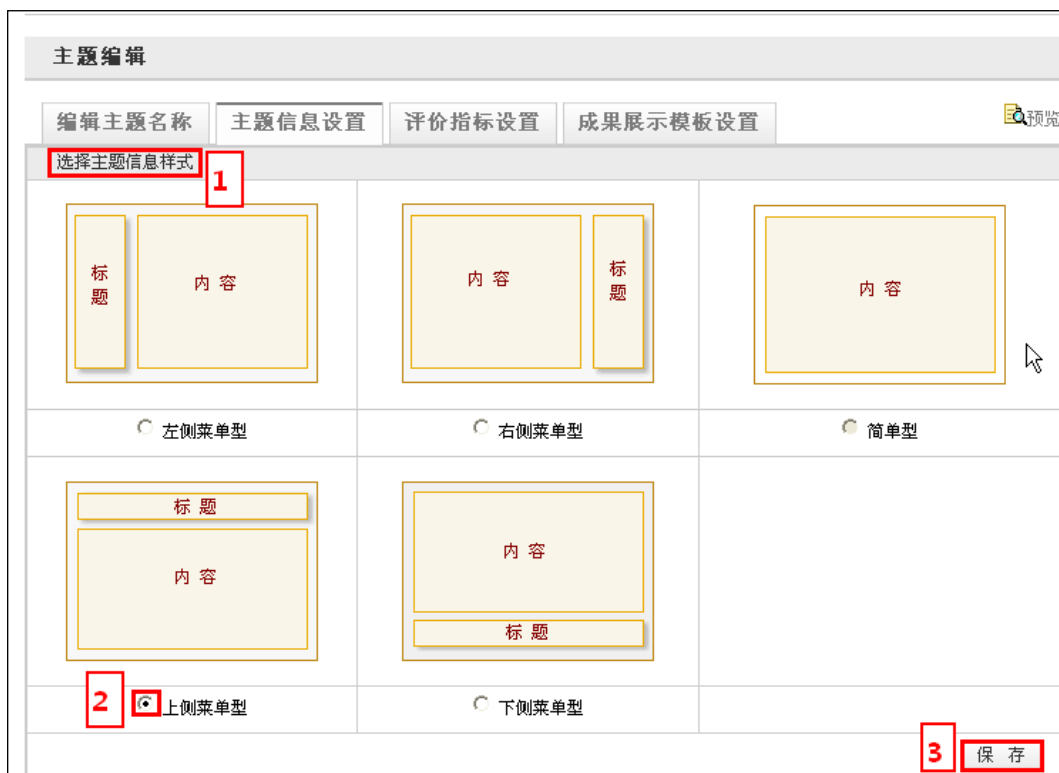 主题编辑
编辑主题名称 主题信息设置 评价指标设置 成果展示模板设置 预览
选择主题信息样式
1
标题 内容 内容 标题 内容
左侧菜单型 右侧菜单型 简单型
标题 内容
内容 标题
2 上侧菜单型 下侧菜单型
3 保存